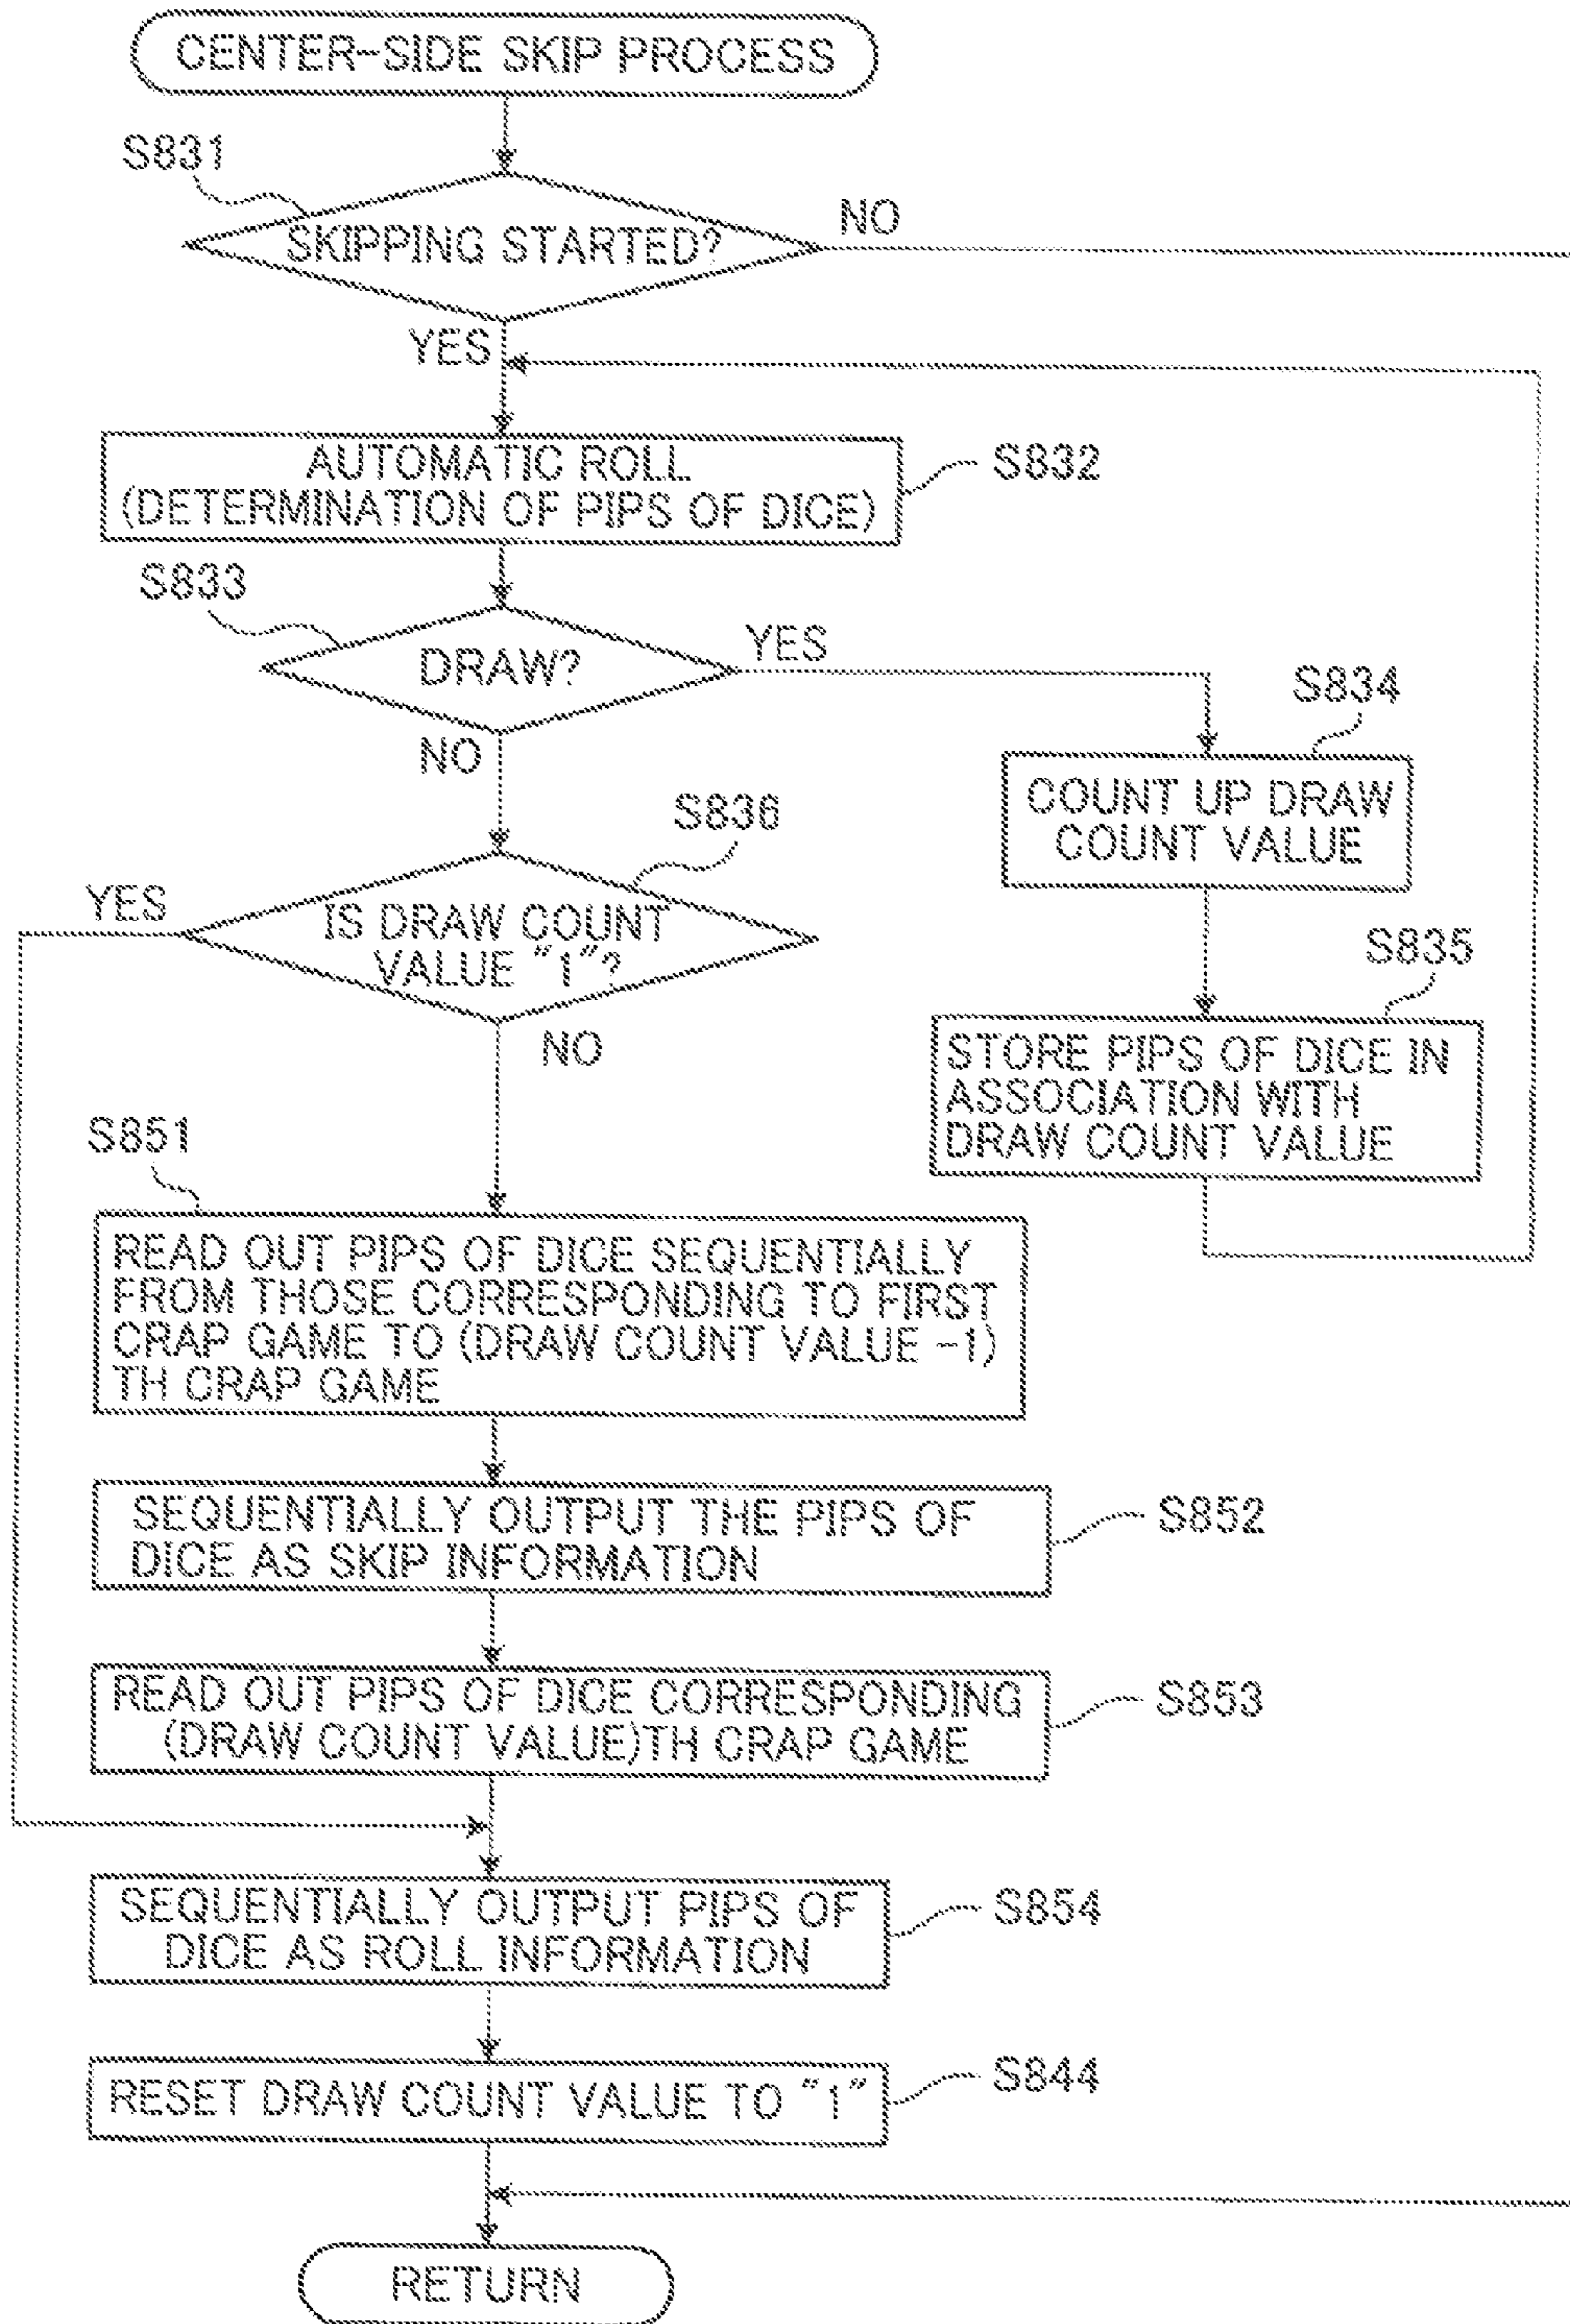 CENTER-SIDE SKIP PROCESS
S831
SKIPPING STARTED?
NO
YES
AUTOMATIC ROLL
(DETERMINATION OF PIPS OF DICE)
S832
S833
DRAW?
YES
NO
S834
COUNT UP DRAW
COUNT VALUE
S836
YES
IS DRAW COUNT
VALUE "1"?
NO
S835
STORE PIPS OF DICE IN
ASSOCIATION WITH
DRAW COUNT VALUE
S851
READ OUT PIPS OF DICE SEQUENTIALLY
FROM THOSE CORRESPONDING TO FIRST
CRAP GAME TO (DRAW COUNT VALUE -1)
TH CRAP GAME
SEQUENTIALLY OUTPUT THE PIPS OF
DICE AS SKIP INFORMATION
S852
READ OUT PIPS OF DICE CORRESPONDING
(DRAW COUNT VALUE)TH CRAP GAME
S853
SEQUENTIALLY OUTPUT PIPS OF
DICE AS ROLL INFORMATION
S854
RESET DRAW COUNT VALUE TO "1"
S844
RETURN